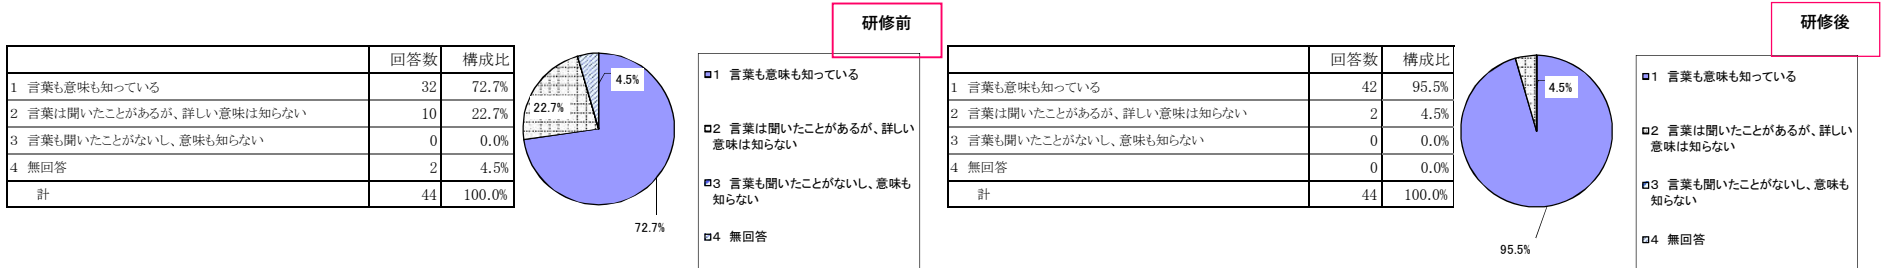 研修前
回答数 構成比
1 言葉も意味も知っている 32 72.7%
2 言葉は聞いたことがあるが、詳しい意味は知らない 10 22.7%
3 言葉も聞いたことがないし、意味も知らない 0 0.0%
4 無回答 2 4.5%
計 44 100.0%
4.5%
22.7%
72.7%
1 言葉も意味も知っている
2 言葉は聞いたことがあるが、詳しい
意味は知らない
3 言葉も聞いたことがないし、意味も
知らない
4 無回答
研修後
回答数 構成比
1 言葉も意味も知っている 42 95.5%
2 言葉は聞いたことがあるが、詳しい意味は知らない 2 4.5%
3 言葉も聞いたことがないし、意味も知らない 0 0.0%
4 無回答 0 0.0%
計 44 100.0%
4.5%
95.5%
1 言葉も意味も知っている
2 言葉は聞いたことがあるが、詳しい
意味は知らない
3 言葉も聞いたことがないし、意味も
知らない
4 無回答